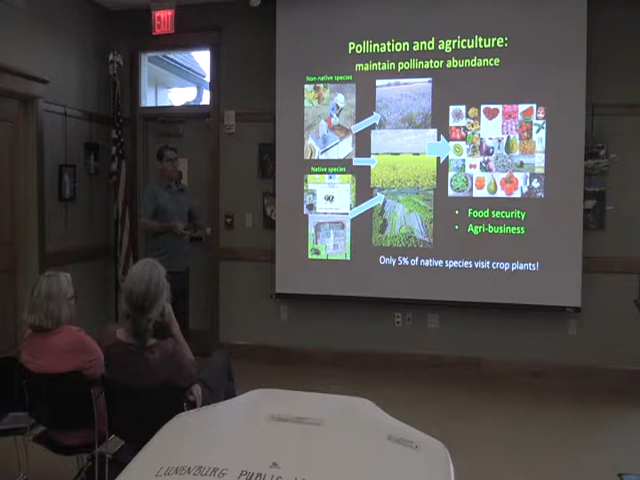 EXIT
Pollination and agriculture:
maintain pollinator abundance
Non-native species
Native species
• Food security
• Agri-business
Only 5% of native species visit crop plants!
LUNENBURG PUBLIC